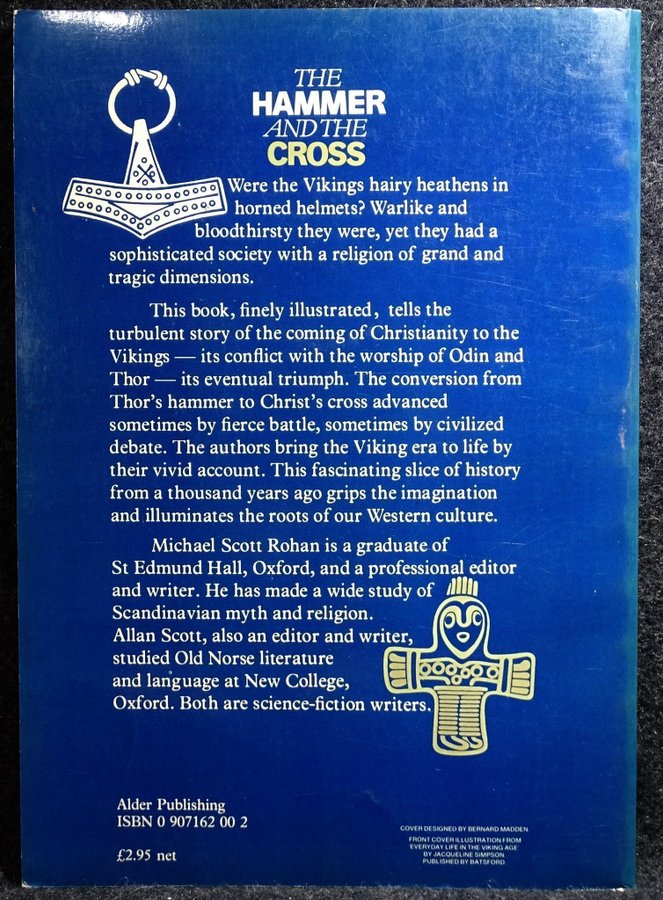 THE
HAMMER
AND THE
CROSS
Were the Vikings hairy heathens in
horned helmets? Warlike and
bloodthirsty they were, yet they had a
sophisticated society with a religion of grand and
tragic dimensions.
This book, finely illustrated, tells the
turbulent story of the coming of Christianity to the
Vikings — its conflict with the worship of Odin and
Thor — its eventual triumph. The conversion from
Thor's hammer to Christ's cross advanced
sometimes by fierce battle, sometimes by civilized
debate. The authors bring the Viking era to life by
their vivid account. This fascinating slice of history
from a thousand years ago grips the imagination
and illuminates the roots of our Western culture.
Michael Scott Rohan is a graduate of
St Edmund Hall, Oxford, and a professional editor
and writer. He has made a wide study of
Scandinavian myth and religion.
Allan Scott, also an editor and writer,
studied Old Norse literature
and language at New College,
Oxford. Both are science-fiction writers.
Alder Publishing
ISBN 0 907162 00 2
£2.95 net
COVER DESIGNED BY BERNARD MADDEN
FRONT COVER ILLUSTRATION FROM
'EVERYDAY LIFE IN THE VIKING AGE'
BY JACQUELINE SIMPSON
PUBLISHED BY BATSFORD